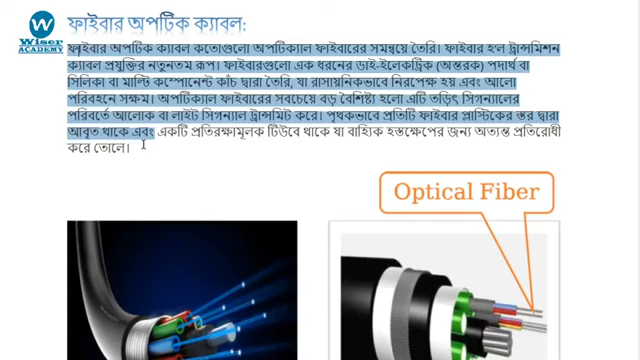 ফাইবার অপটিক ক্যাবল:
W
Wiser
ACADEMY
ফাইবার অপটিক ক্যাবল কতোগুলো অপটিক্যাল ফাইবারের সমন্বয়ে তৈরি। ফাইবার হ'ল ট্রান্সমিশন
ক্যাবল প্রযুক্তির নতুনতম রূপ। ফাইবারগুলো এক ধরনের ডাই-ইলেকট্রিক (অন্তরক) পদার্থ বা
সিলিকা বা মাল্টি কম্পোনেন্ট কাঁচ দ্বারা তৈরি, যা রাসায়নিকভাবে নিরপেক্ষ হয় এবং আলো
পরিবহনে সক্ষম। অপটিক্যাল ফাইবারের সবচেয়ে বড় বৈশিষ্ট্য হলো এটি তড়িৎ সিগন্যালের
পরিবর্তে আলোক বা লাইট সিগন্যাল ট্রান্সমিট করে। পৃথকভাবে প্রতিটি ফাইবার প্লাস্টিকের স্তর দ্বারা
আবৃত থাকে এবং একটি প্রতিরক্ষামূলক টিউবে থাকে যা বাহ্যিক হস্তক্ষেপের জন্য অত্যন্ত প্রতিরোধী
করে তোলে।
Optical Fiber